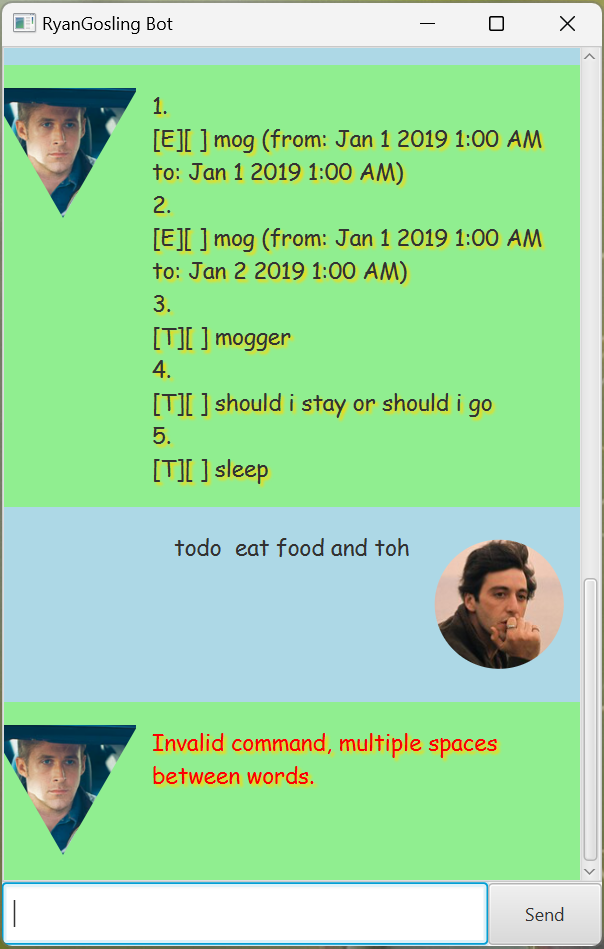 RyanGosling Bot
1.
[E][ ] mog (from: Jan 1 2019 1:00 AM
to: Jan 1 2019 1:00 AM)
2.
[E][ ] mog (from: Jan 1 2019 1:00 AM
to: Jan 2 2019 1:00 AM)
3.
[T][ ] mogger
4.
[T][ ] should i stay or should i go
5.
[T][ ] sleep
todo  eat food and toh
Invalid command, multiple spaces
between words.
Send